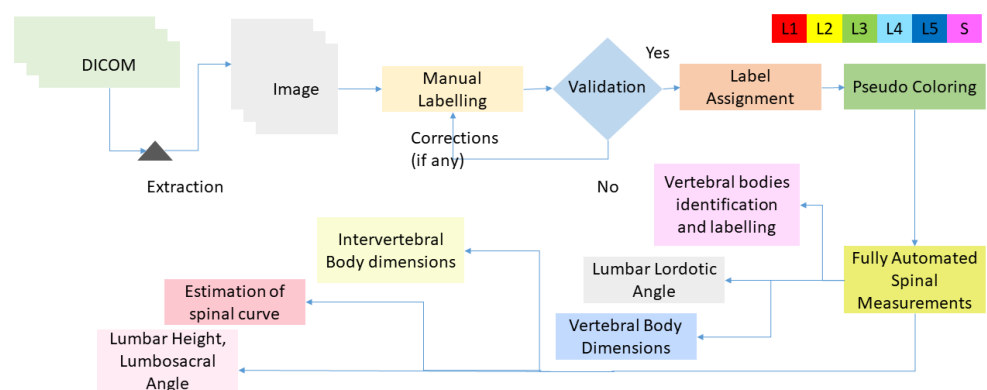 L1 L2 L3 L4 L5 S
DICOM
Image
Manual
Labelling
Validation
Yes
Label
Assignment
Pseudo Coloring
Corrections
(if any)
Extraction
No
Vertebral bodies
identification
and labelling
Intervertebral
Body dimensions
Fully Automated
Spinal
Measurements
Lumbar Lordotic
Angle
Estimation of
spinal curve
Vertebral Body
Dimensions
Lumbar Height,
Lumbosacral
Angle